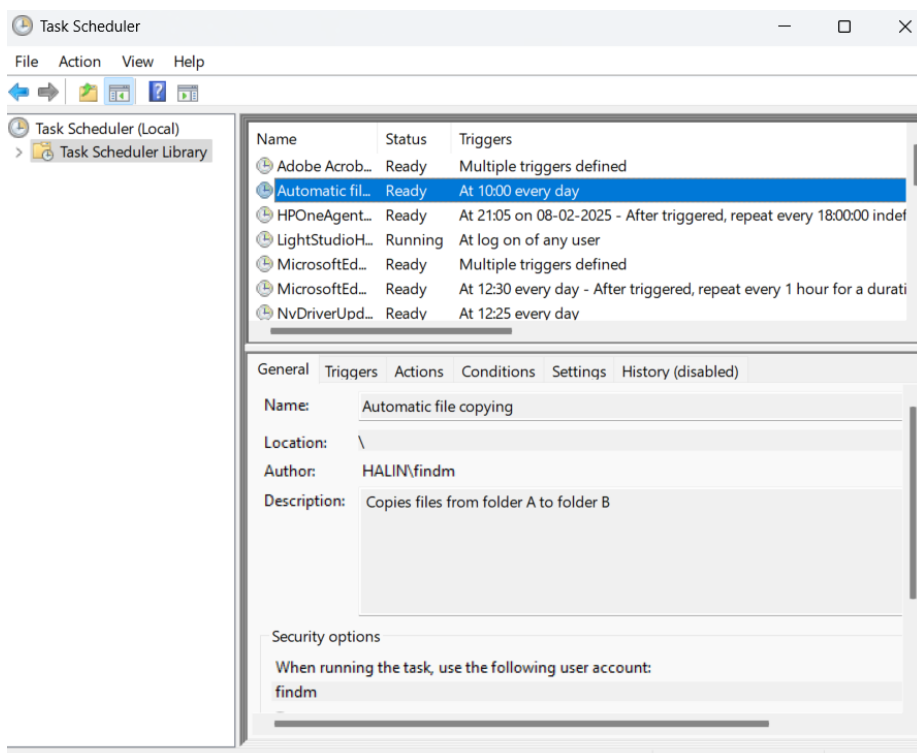 Task Scheduler
File Action View Help
Task Scheduler (Local)
Task Scheduler Library
Name Status Triggers
Adobe Acrob... Ready Multiple triggers defined
Automatic fil... Ready At 10:00 every day
HPOneAgent... Ready At 21:05 on 08-02-2025 - After triggered, repeat every 18:00:00 indef
LightStudioH... Running At log on of any user
MicrosoftEd... Ready Multiple triggers defined
MicrosoftEd... Ready At 12:30 every day - After triggered, repeat every 1 hour for a durati
NvDriverUpd... Ready At 12:25 every day
General Triggers Actions Conditions Settings History (disabled)
Name: Automatic file copying
Location: \
Author: HALIN\findm
Description: Copies files from folder A to folder B
Security options
When running the task, use the following user account:
findm